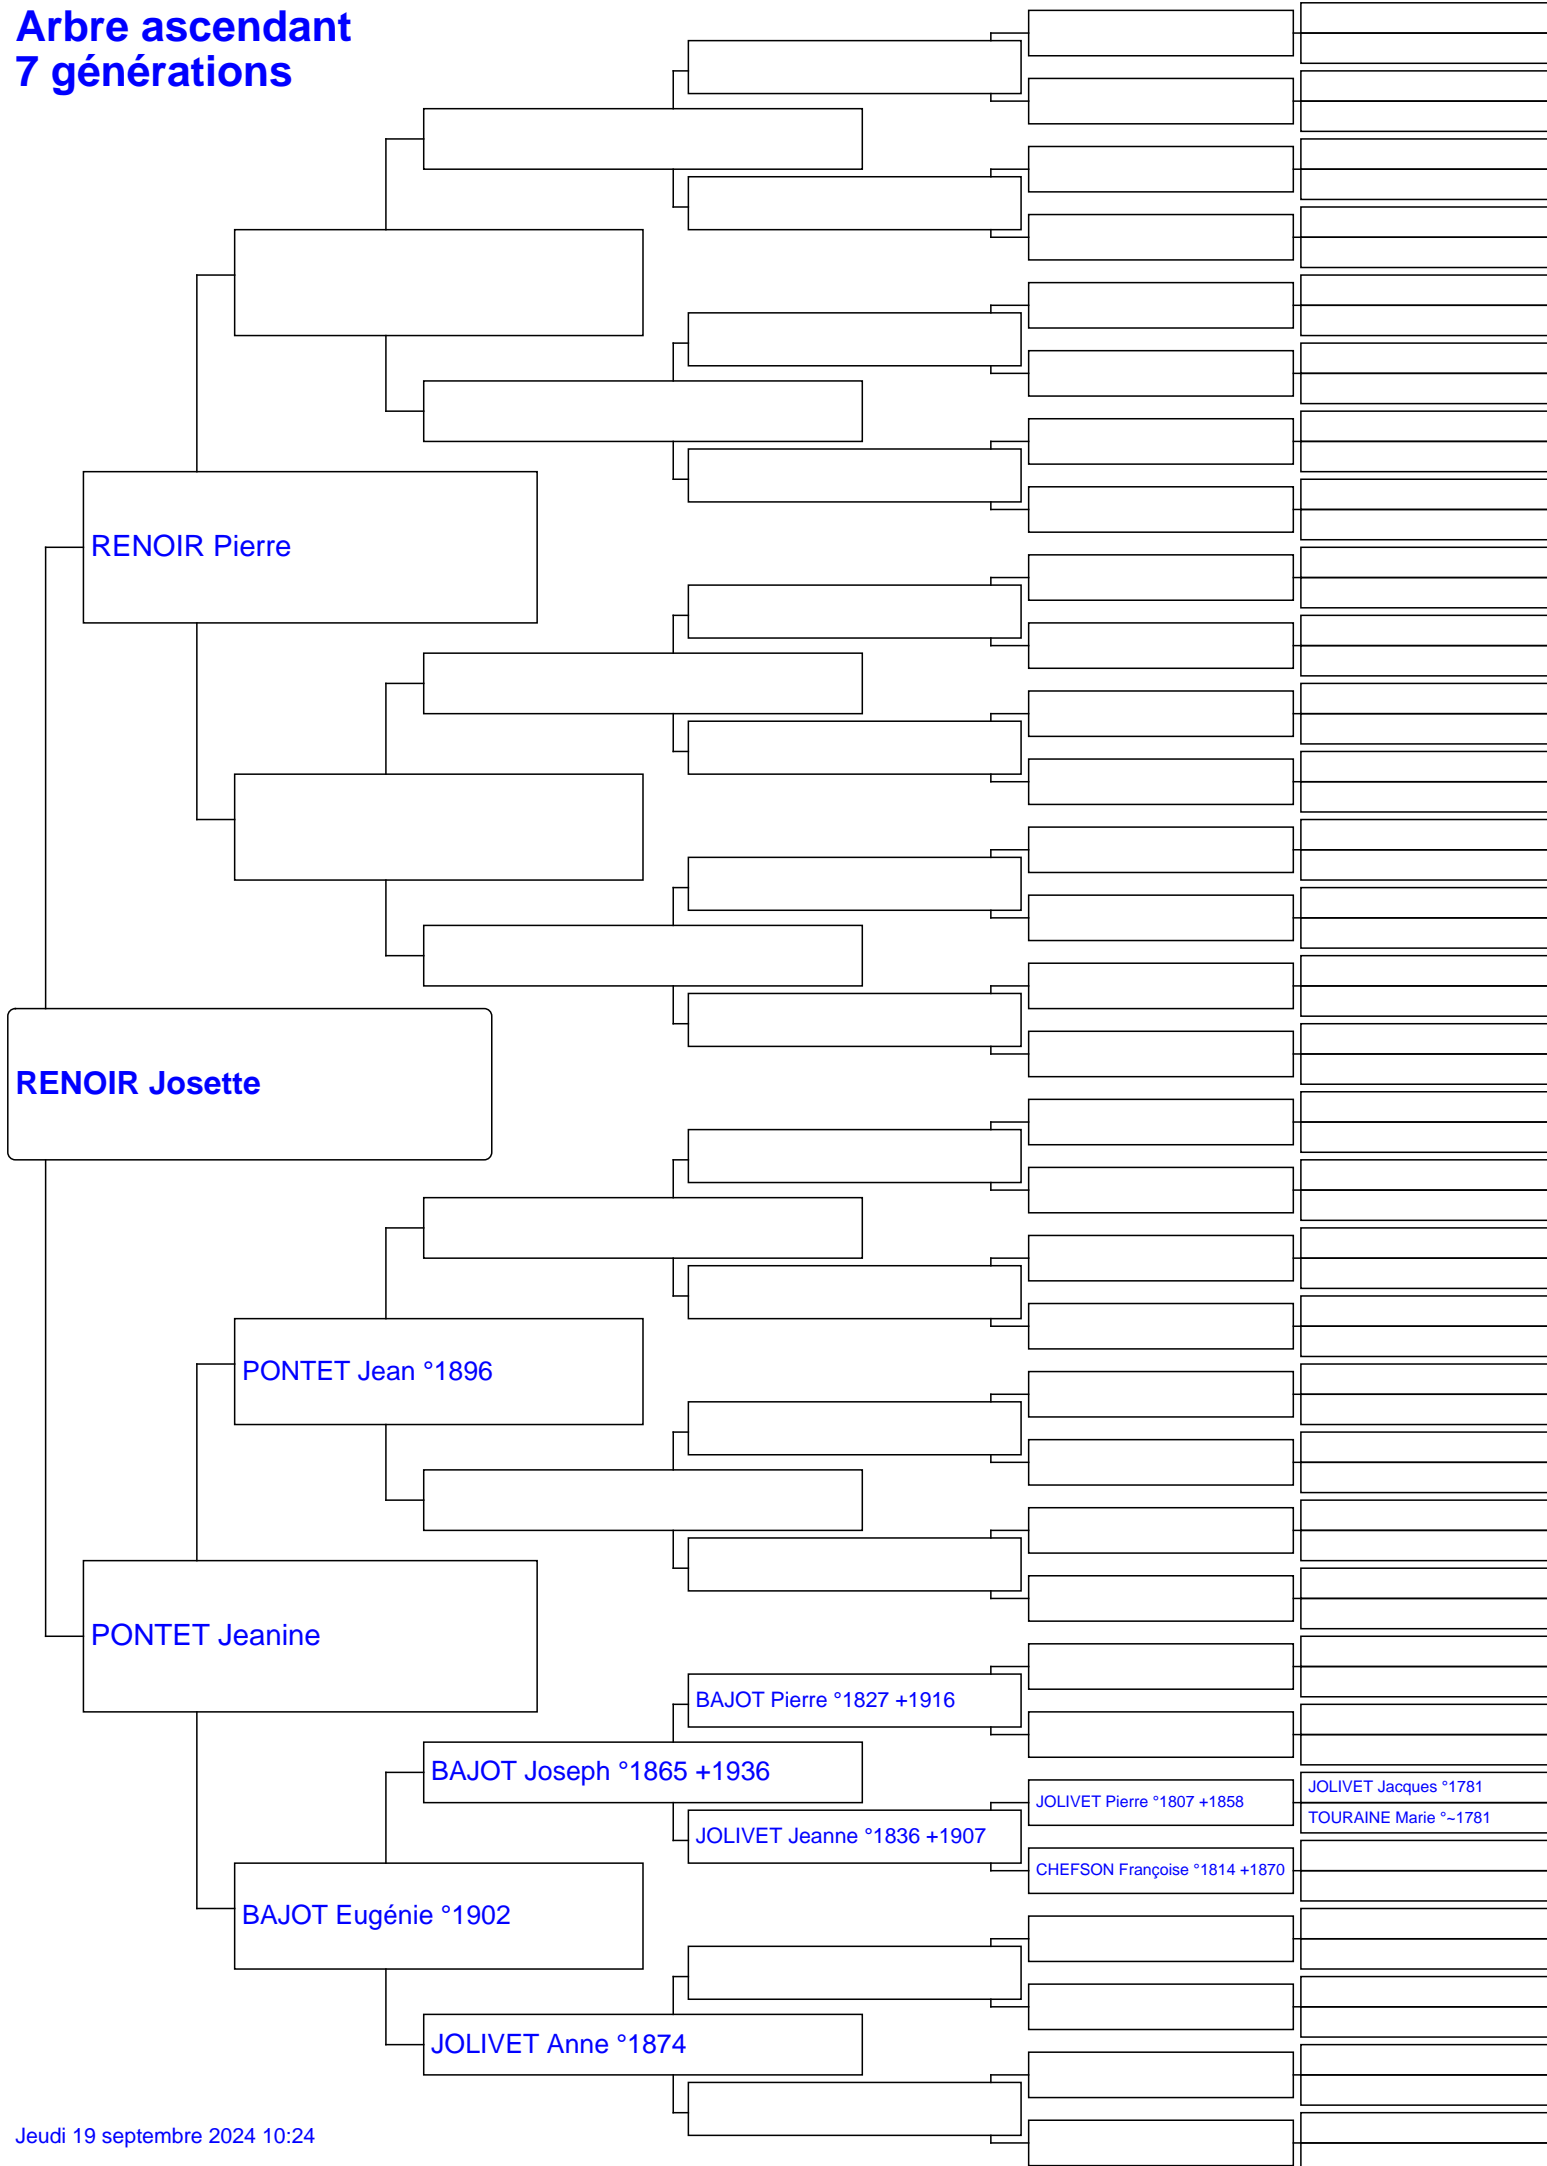 Arbre ascendant
7 générations
RENOIR Pierre
RENOIR Josette
PONTET Jean °1896
PONTET Jeanine
BAJOT Pierre °1827 +1916
BAJOT Joseph °1865 +1936
JOLIVET Jacques °1781
JOLIVET Pierre °1807 +1858
TOURAINE Marie °~1781
JOLIVET Jeanne °1836 +1907
CHEFSON Françoise °1814 +1870
BAJOT Eugénie °1902
JOLIVET Anne °1874
Jeudi 19 septembre 2024 10:24